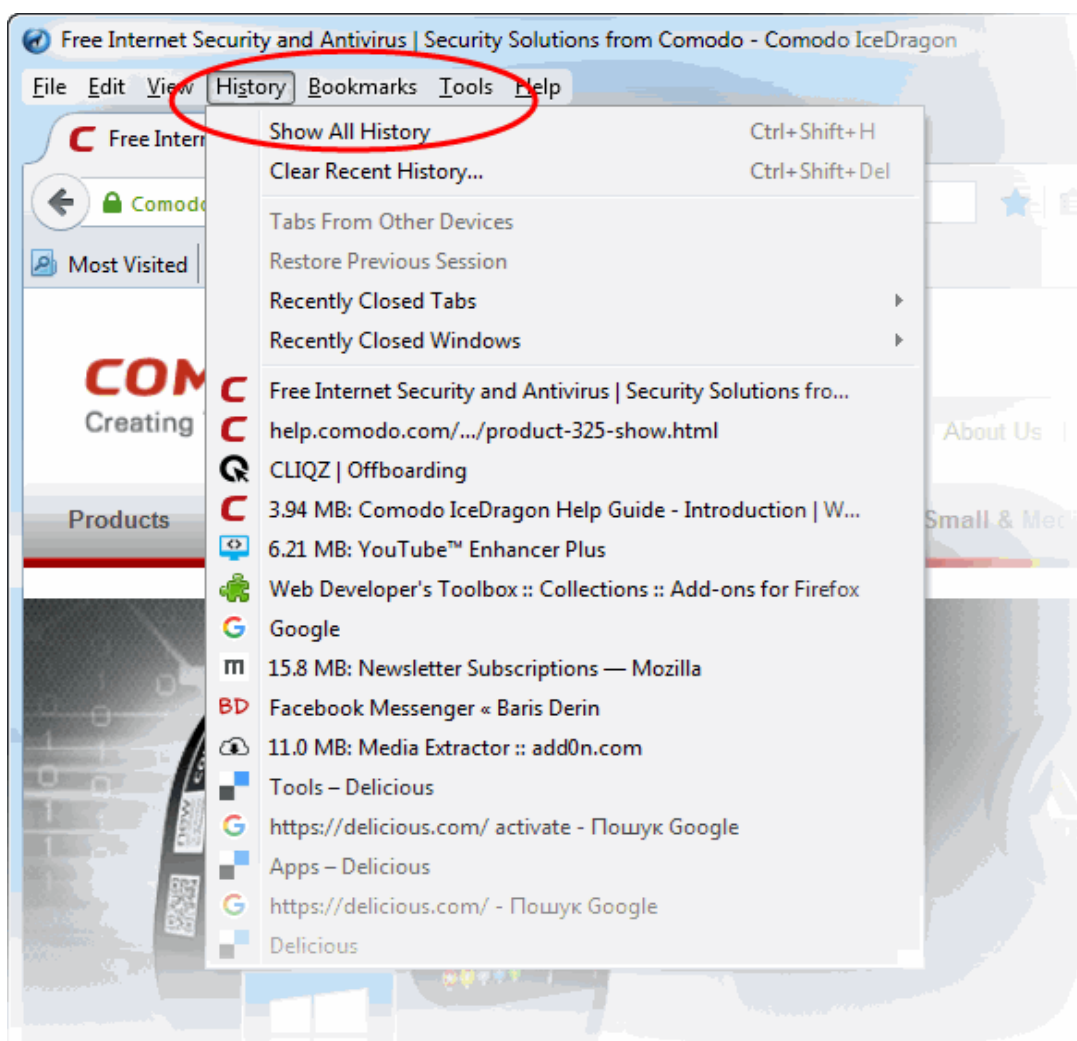 Free Internet Security and Antivirus | Security Solutions from Comodo - Comodo IceDragon
File Edit View History Bookmarks Tools Help
Free Intern
Show All History Ctrl+Shift+H
Clear Recent History... Ctrl+Shift+Del
Comodo
Tabs From Other Devices
Most Visited
Restore Previous Session
Recently Closed Tabs
Recently Closed Windows
COM
Creating
Free Internet Security and Antivirus | Security Solutions fro...
help.comodo.com/.../product-325-show.html
About Us |
CLIQZ | Offboarding
Products
3.94 MB: Comodo IceDragon Help Guide - Introduction | W...
Small & Med
6.21 MB: YouTube™ Enhancer Plus
Web Developer's Toolbox :: Collections :: Add-ons for Firefox
Google
15.8 MB: Newsletter Subscriptions — Mozilla
BD Facebook Messenger « Baris Derin
11.0 MB: Media Extractor :: add0n.com
Tools – Delicious
https://delicious.com/ activate - Пошук Google
Apps – Delicious
https://delicious.com/ - Пошук Google
Delicious
new